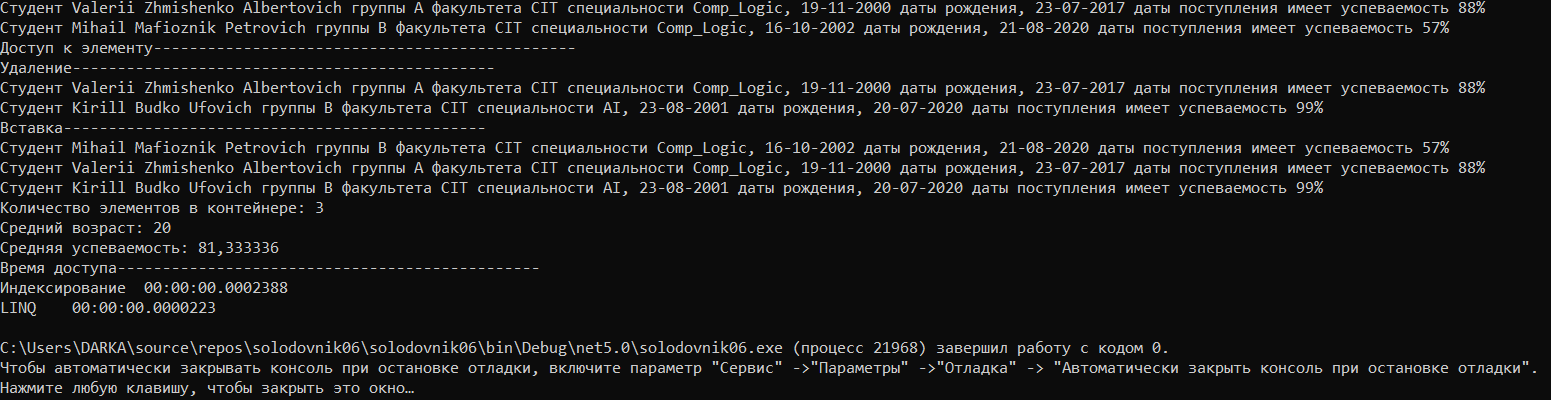 Студент Valerii Zhmishenko Albertovich группы A факультета CIT специальности Comp_Logic, 19-11-2000 даты рождения, 23-07-2017 даты поступления имеет успеваемость 88%
Студент Mihail Mafioznik Petrovich группы B факультета CIT специальности Comp_Logic, 16-10-2002 даты рождения, 21-08-2020 даты поступления имеет успеваемость 57%
Доступ к элементу-----------------------------------------------
Удаление-----------------------------------------------
Студент Valerii Zhmishenko Albertovich группы A факультета CIT специальности Comp_Logic, 19-11-2000 даты рождения, 23-07-2017 даты поступления имеет успеваемость 88%
Студент Kirill Budko Ufovich группы B факультета CIT специальности AI, 23-08-2001 даты рождения, 20-07-2020 даты поступления имеет успеваемость 99%
Вставка-----------------------------------------------
Студент Mihail Mafioznik Petrovich группы B факультета CIT специальности Comp_Logic, 16-10-2002 даты рождения, 21-08-2020 даты поступления имеет успеваемость 57%
Студент Valerii Zhmishenko Albertovich группы A факультета CIT специальности Comp_Logic, 19-11-2000 даты рождения, 23-07-2017 даты поступления имеет успеваемость 88%
Студент Kirill Budko Ufovich группы B факультета CIT специальности AI, 23-08-2001 даты рождения, 20-07-2020 даты поступления имеет успеваемость 99%
Количество элементов в контейнере: 3
Средний возраст: 20
Средняя успеваемость: 81,333336
Время доступа-----------------------------------------------
Индексирование  00:00:00.0002388
LINQ    00:00:00.0000223
C:\Users\DARKA\source\repos\solodovnik06\solodovnik06\bin\Debug\net5.0\solodovnik06.exe (процесс 21968) завершил работу с кодом 0.
Чтобы автоматически закрывать консоль при остановке отладки, включите параметр "Сервис" ->"Параметры" ->"Отладка" -> "Автоматически закрыть консоль при остановке отладки".
Нажмите любую клавишу, чтобы закрыть это окно…